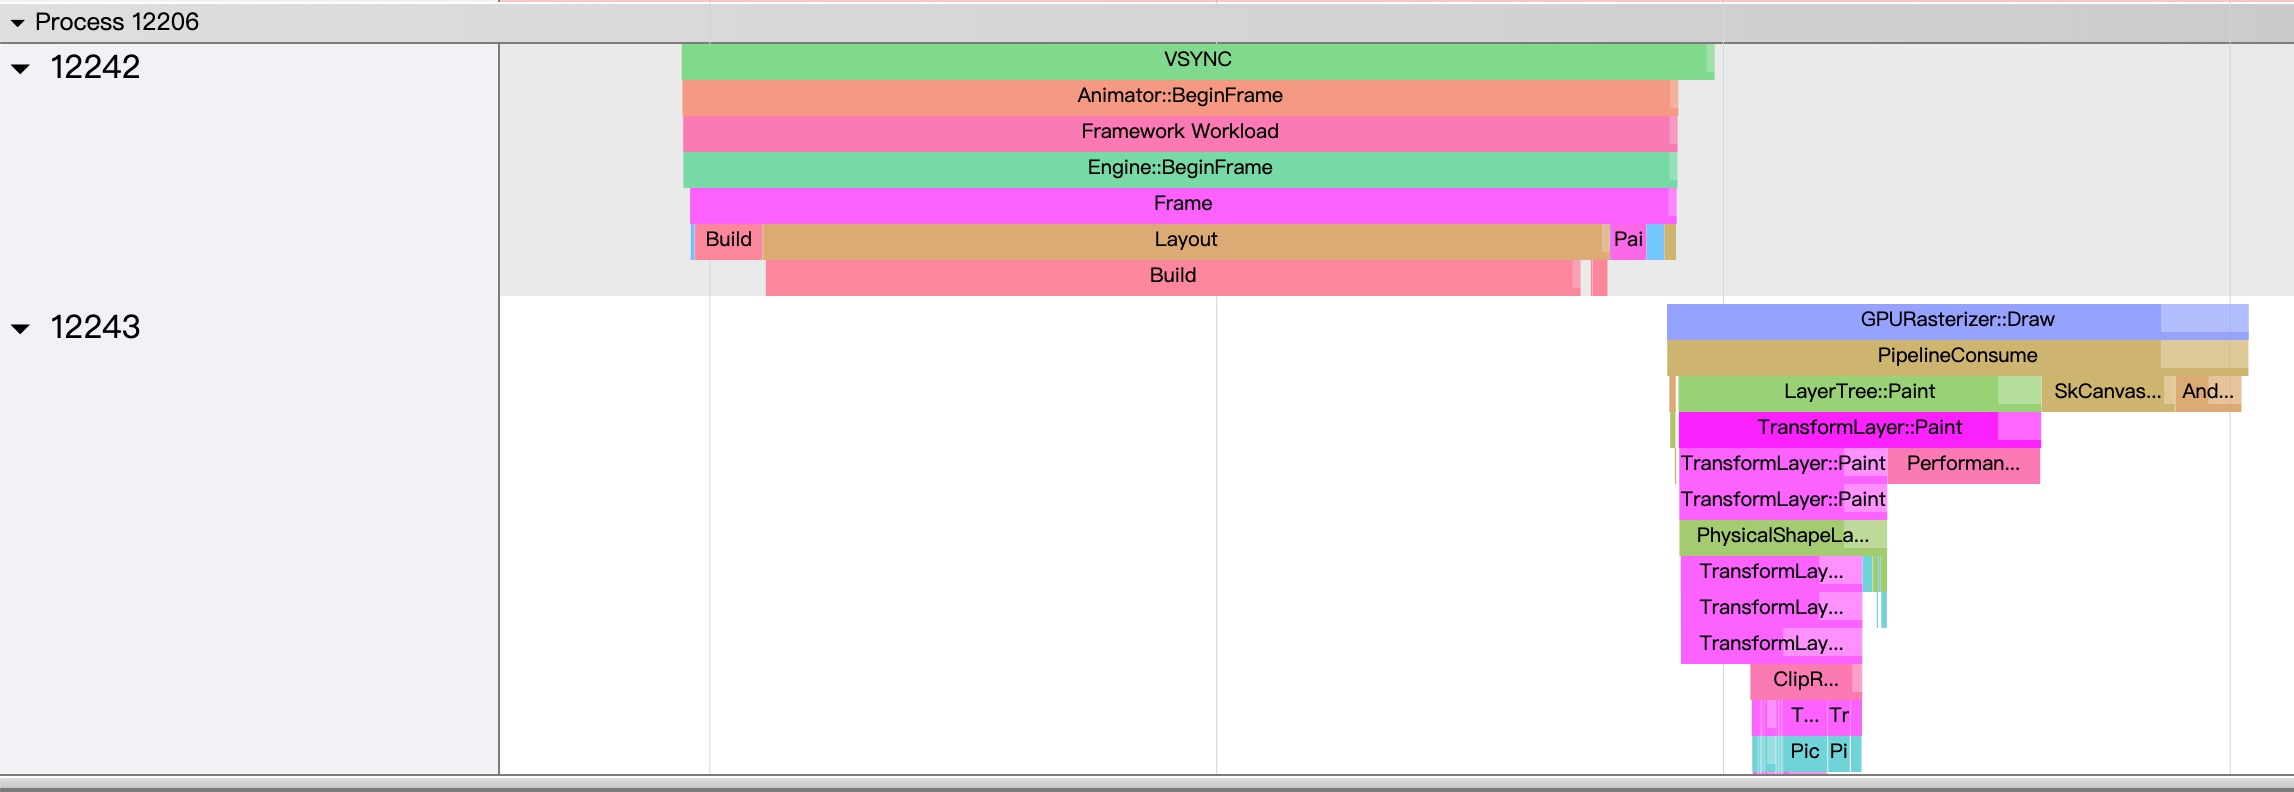 Process 12206
12242
VSYNC
Animator::BeginFrame
Framework Workload
Engine::BeginFrame
Frame
Build Layout Pai
Build
12243
GPURasterizer::Draw
PipelineConsume
LayerTree::Paint SkCanvas... And...
TransformLayer::Paint
TransformLayer::Paint Performan...
TransformLayer::Paint
PhysicalShapeLa...
TransformLay...
TransformLay...
TransformLay...
ClipR...
T... Tr
Pic Pi